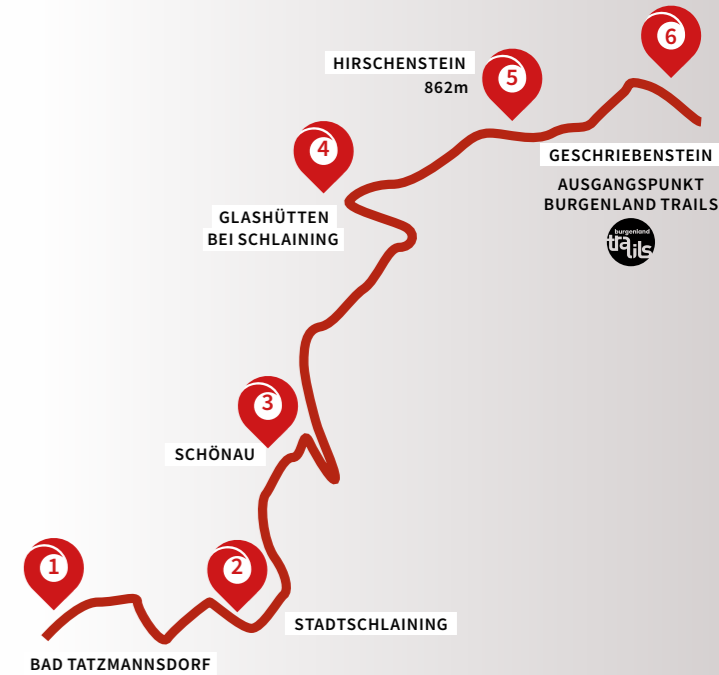 6
HIRSCHENSTEIN
862m
5
4
GESCHRIEBENSTEIN
AUSGANGSPUNKT
BURGENLAND TRAILS
burgenland
trails
GLASHÜTTEN
BEI SCHLAINING
3
SCHÖNAU
1
2
STADTSCHLAINING
BAD TATZMANNSDORF